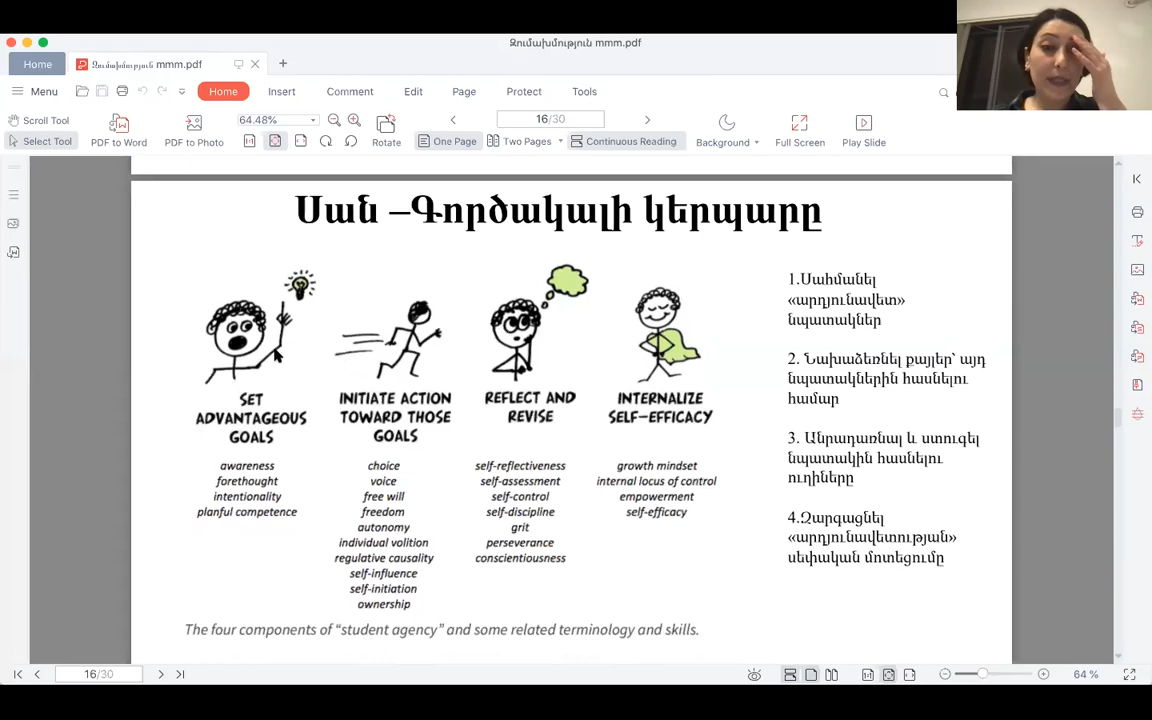 Զումախմություն mmm.pdf
Home
Զումախմություն mmm.pdf
Menu
Home
Insert
Comment
Edit
Page
Protect
Tools
Scroll Tool
Select Tool
PDF to Word
PDF to Photo
64.48%
16/30
Rotate
One Page
Two Pages
Continuous Reading
Background
Full Screen
Play Slide
Սան –Գործակալի կերպարը
SET
ADVANTAGEOUS
GOALS
awareness
forethought
intentionality
planful competence
INITIATE ACTION
TOWARD THOSE
GOALS
choice
voice
free will
freedom
autonomy
individual volition
regulative causality
self-influence
self-initiation
ownership
REFLECT AND
REVISE
self-reflectiveness
self-assessment
self-control
self-discipline
grit
perseverance
conscientiousness
INTERNALIZE
SELF-EFFICACY
growth mindset
internal locus of control
empowerment
self-efficacy
1.Սահմանել
«արդյունավետ»
նպատակներ
2. Նախաձեռնել քայլեր՝ այդ
նպատակներին հասնելու
համար
3. Անրադառնալ և ստուգել
նպատակին հասնելու
ուղիները
4.Զարգացնել
«արդյունավետության»
սեփական մոտեցումը
The four components of “student agency” and some related terminology and skills.
16/30
64 %